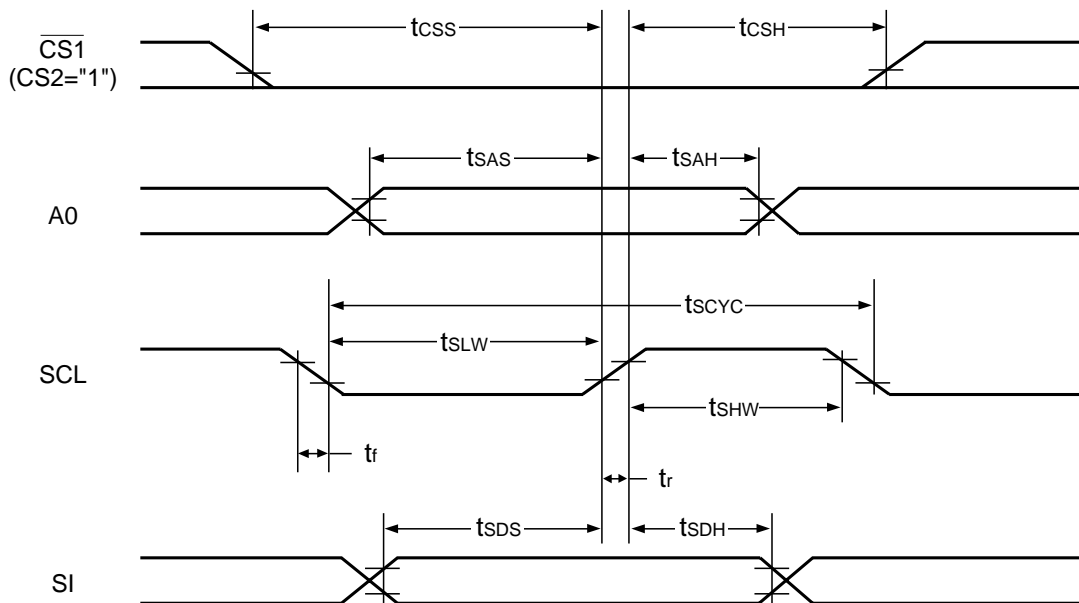 tCSS
tCSH
CS1
(CS2="1")
tSAS
tSAH
A0
tSCYC
tSLW
SCL
tSHW
tf
tr
tSDS
tSDH
SI